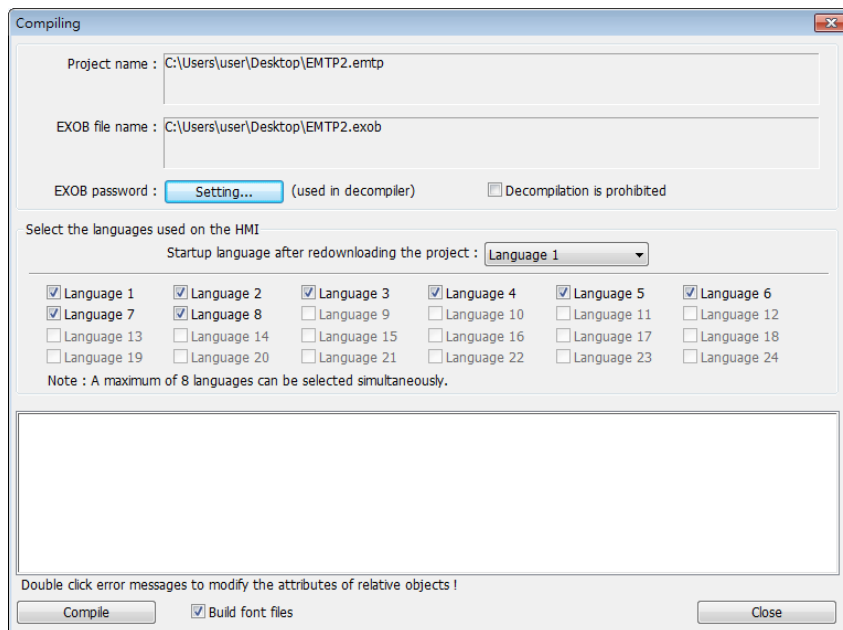 Compiling
Project name : C:\Users\user\Desktop\EMTP2.emtp
EXOB file name : C:\Users\user\Desktop\EMTP2.exob
EXOB password : Setting... (used in decompiler) Decompilation is prohibited
Select the languages used on the HMI
Startup language after redownloading the project : Language 1
Language 1 Language 2 Language 3 Language 4 Language 5 Language 6
Language 7 Language 8 Language 9 Language 10 Language 11 Language 12
Language 13 Language 14 Language 15 Language 16 Language 17 Language 18
Language 19 Language 20 Language 21 Language 22 Language 23 Language 24
Note : A maximum of 8 languages can be selected simultaneously.
Double click error messages to modify the attributes of relative objects !
Compile Build font files Close